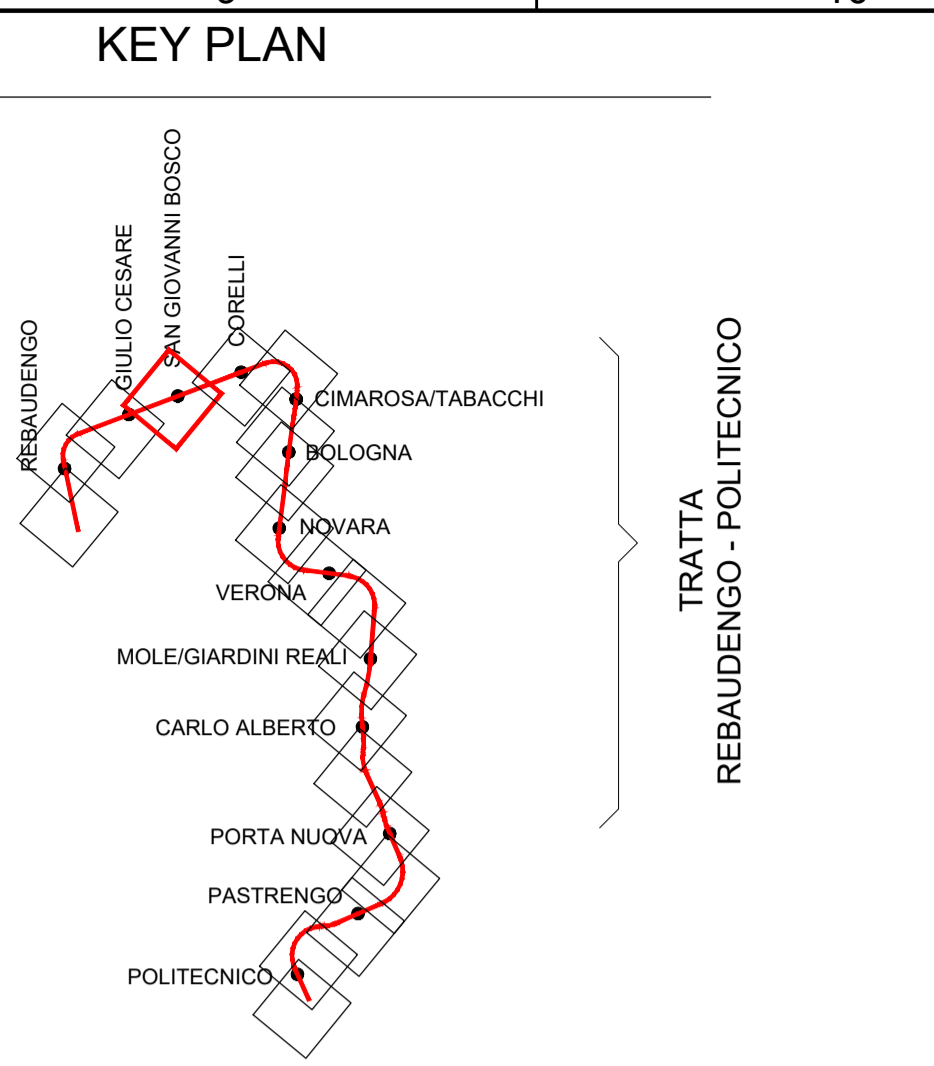 KEY PLAN
REBAUDENGO
GIULIO CESARE
SAN GIOVANNI BOSCO
CORELLI
CIMAROSA/TABACCHI
BOLOGNA
NOVARA
VERONA
MOLE/GIARDINI REALI
CARLO ALBERTO
PORTA NUOVA
PASTRENGO
POLITECNICO
TRATTA
REBAUDENGO - POLITECNICO